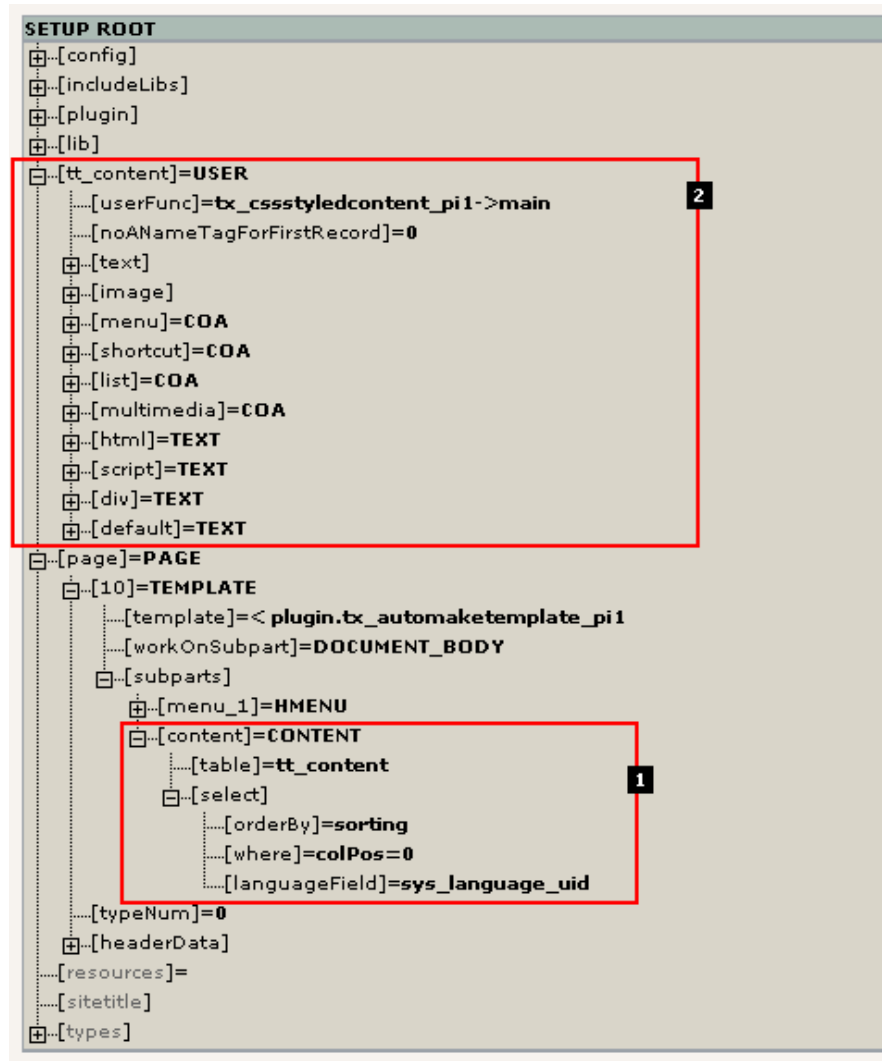 SETUP ROOT
[config]
[includeLibs]
[plugin]
[lib]
[tt_content]=USER
2
[userFunc]=tx_cssstyledcontent_pi1->main
[noANameTagForFirstRecord]=0
[text]
[image]
[menu]=COA
[shortcut]=COA
[list]=COA
[multimedia]=COA
[html]=TEXT
[script]=TEXT
[div]=TEXT
[default]=TEXT
[page]=PAGE
[10]=TEMPLATE
[template]=< plugin.tx_automaketemplate_pi1
[workOnSubpart]=DOCUMENT_BODY
[subparts]
[menu_1]=HMENU
[content]=CONTENT
[table]=tt_content
1
[select]
[orderBy]=sorting
[where]=colPos=0
[languageField]=sys_language_uid
[typeNum]=0
[headerData]
[resources]=
[sitetitle]
[types]